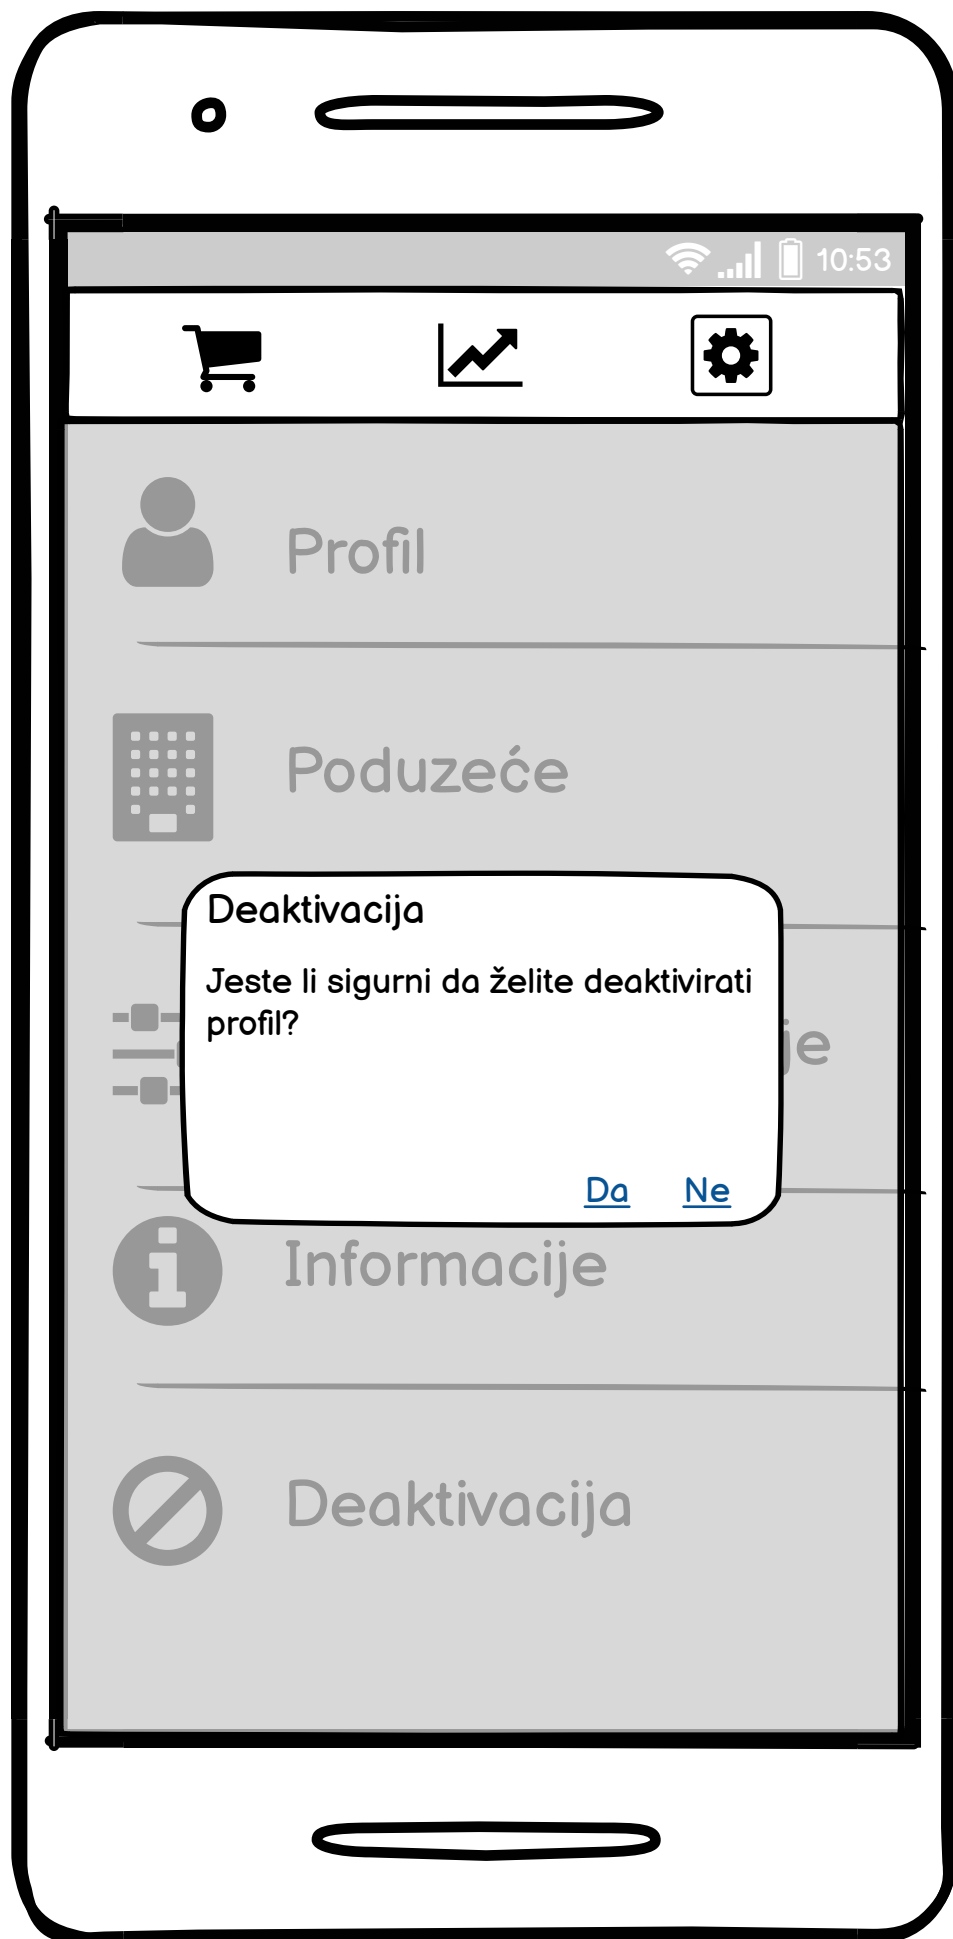 10:53
Profil
Poduzeće
Deaktivacija
Jeste li sigurni da želite deaktivirati
profil?
Da Ne
Informacije
Deaktivacija